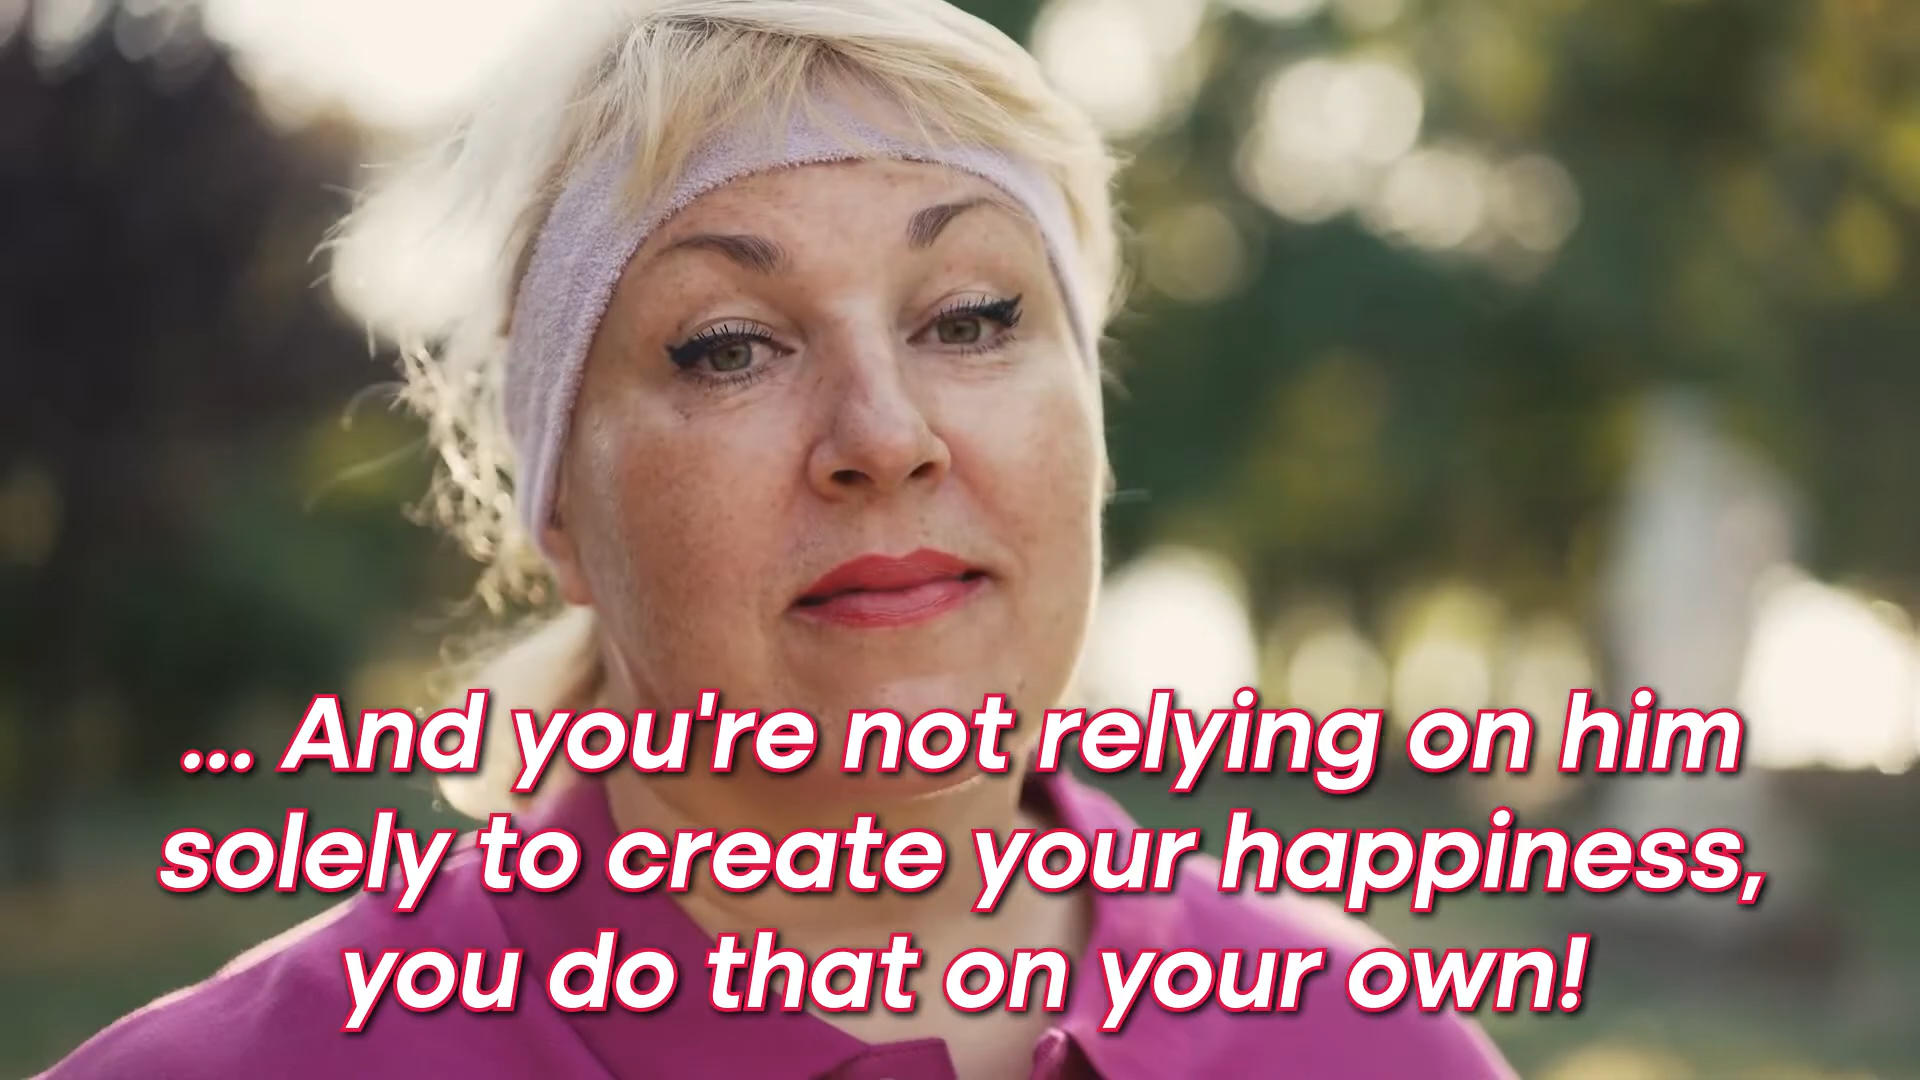 ... And you're not relying on him
solely to create your happiness,
you do that on your own!